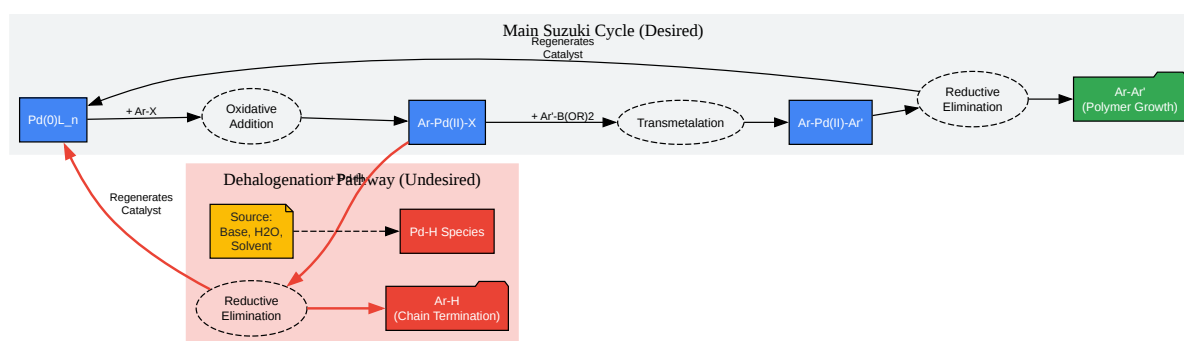 Main Suzuki Cycle (Desired)
Regenerates
Catalyst
Pd(0)L_n
+ Ar-X
Oxidative
Addition
Ar-Pd(II)-X
+ Ar'-B(OR)2
Transmetalation
Ar-Pd(II)-Ar'
Reductive
Elimination
Ar-Ar'
(Polymer Growth)
Dehalogenation Pathway (Undesired)
Regenerates
Catalyst
Source:
Base, H2O,
Solvent
Pd-H Species
Reductive
Elimination
Ar-H
(Chain Termination)